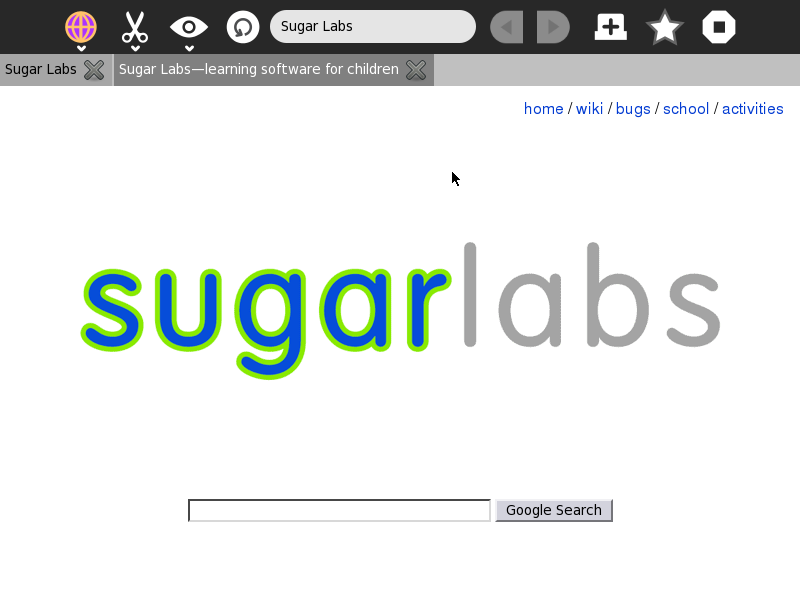 Sugar Labs
Sugar Labs Sugar Labs—learning software for children
home / wiki / bugs / school / activities
sugarlabs
Google Search